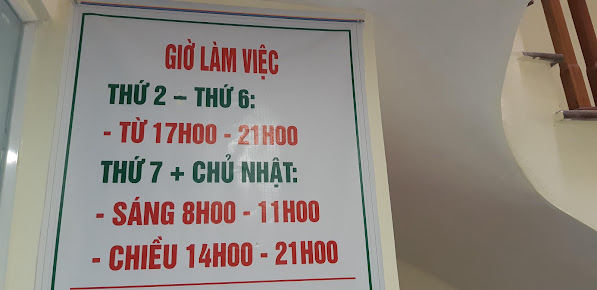 GIỜ LÀM VIỆC
THỨ 2 – THỨ 6:
- TỪ 17H00 - 21H00
THỨ 7 + CHỦ NHẬT:
- SÁNG 8H00 - 11H00
- CHIỀU 14H00 - 21H00